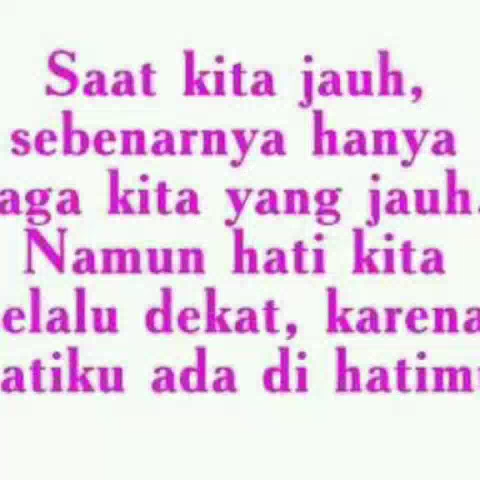 Saat kita jauh,
sebenarnya hanya
aga kita yang jauh.
Namun hati kita
elalu dekat, karena
atiku ada di hatim